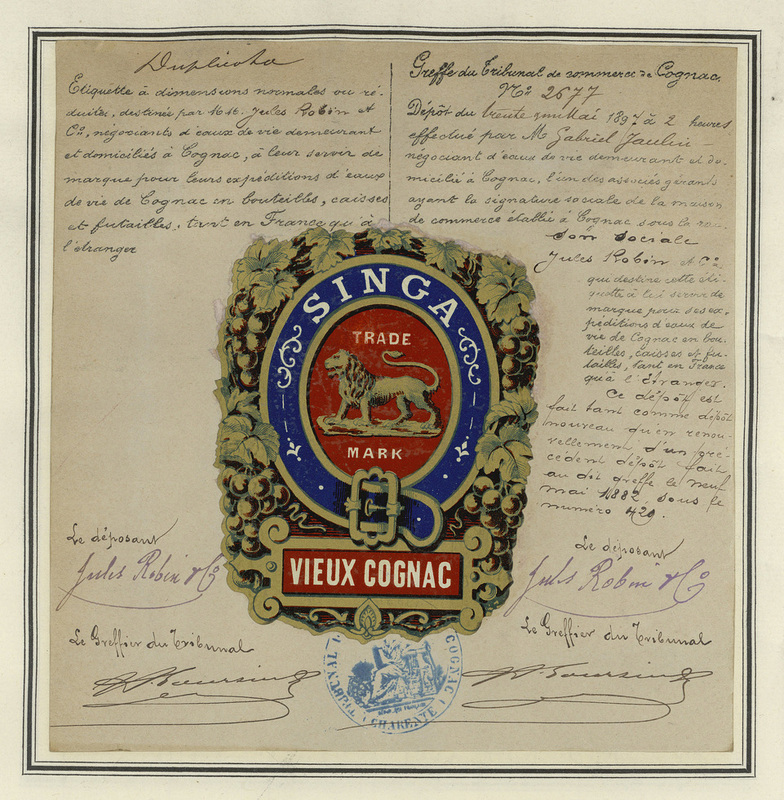 Duplicata
Etiquette à dimensions normales ou ré-
duites, destinée par MM. Jules Robin et
Cie, négociants d'eaux de vie demeurant
et domiciliés à Cognac, à leur servir de
marque pour leurs expéditions d'eaux
de vie de Cognac en bouteilles, caisses
et futailles, tant en France qu'à
l'étranger
Greffe du Tribunal de commerce de Cognac.
No 2677
Dépôt du trente un Mai 1897 à 2 heures
effectué par M. Gabriel
négociant d'eaux de vie demeurant et do-
micilié à Cognac, l'un des associés gérants
ayant la signature sociale de la maison
de commerce établie à Cognac sous la rai-
son sociale
Jules Robin et Cie
qui destine cette éti-
quette à lui servir de
marque pour ses ex-
péditions d'eaux de
vie de Cognac en bou-
teilles, caisses et fu-
tailles, tant en France
qu'à l'Etranger.
Ce dépôt est
fait tant comme dépôt
nouveau qu'en renou-
vellement d'un pré-
cédent dépôt fait
au dit greffe le neuf
mai 1882 sous le
numéro 429.
SINGA
TRADE
MARK
VIEUX COGNAC
Le déposant
Jules Robin & Co
Le Greffier du Tribunal
Le déposant
Jules Robin & Co
Le Greffier du Tribunal
TRIBUNAL
COGNAC
(CHARENTE)